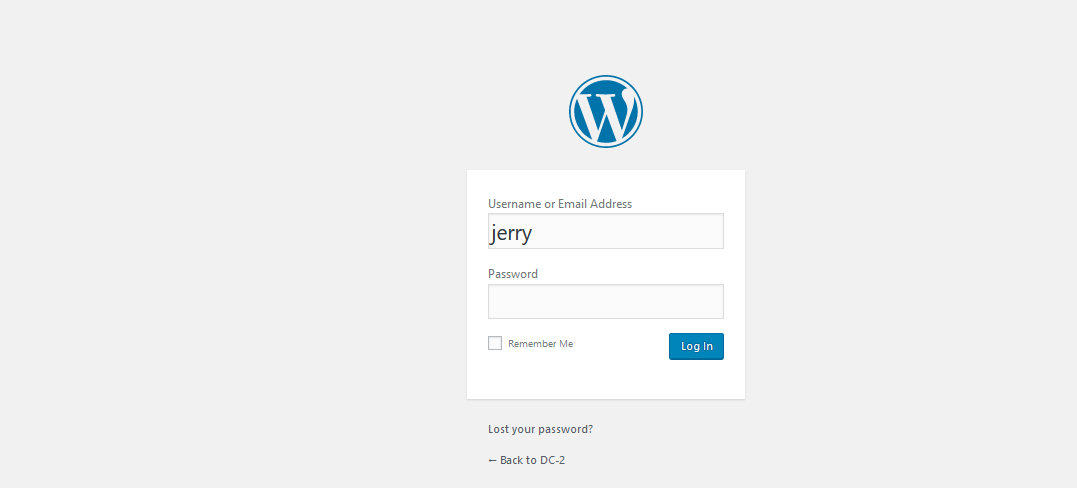 Username or Email Address
jerry
Password
Remember Me
Log In
Lost your password?
← Back to DC-2